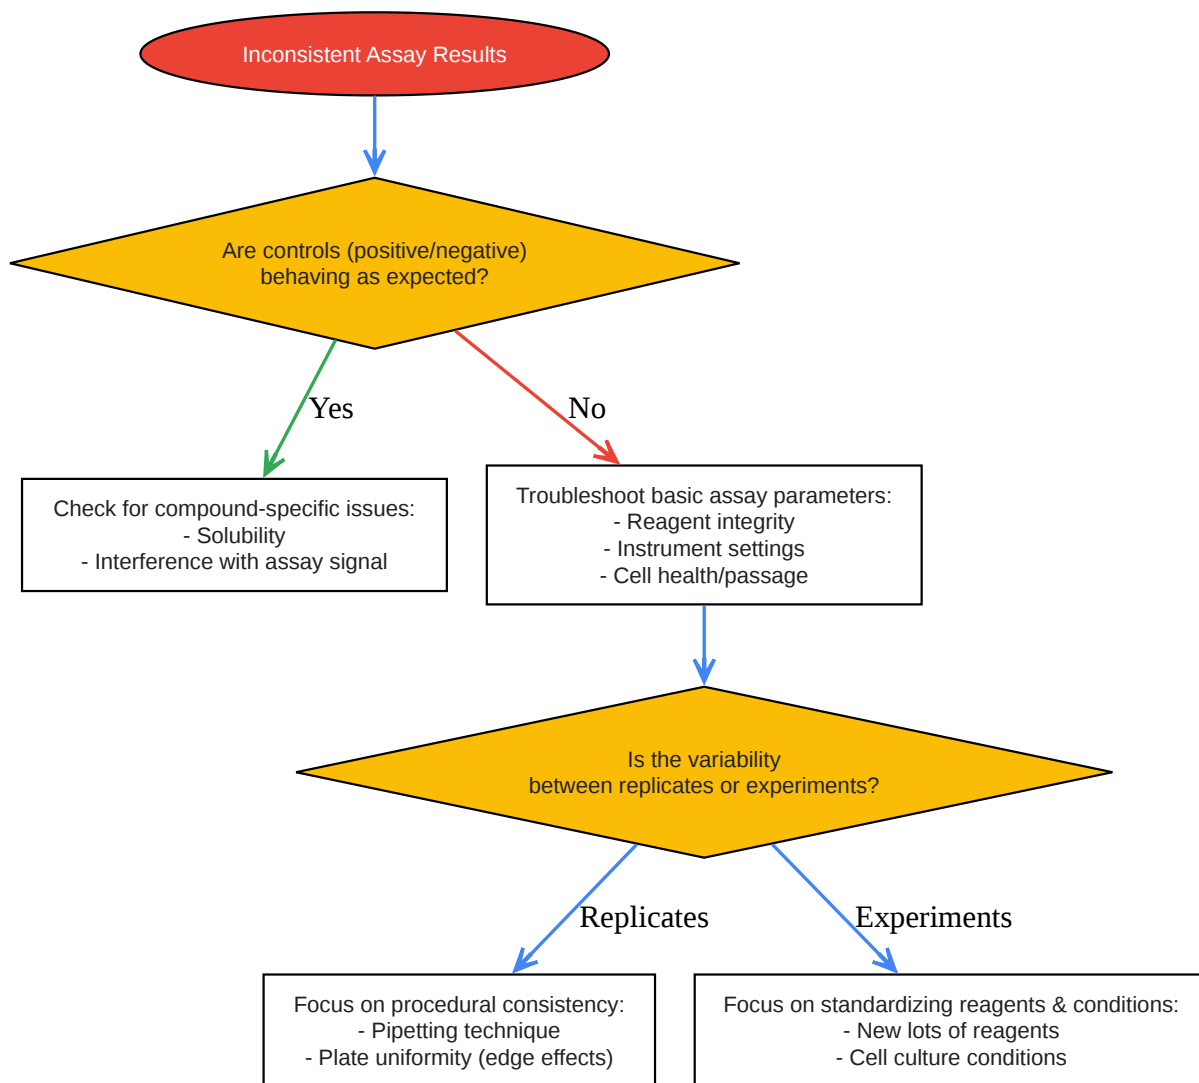 Inconsistent Assay Results
Are controls (positive/negative)
behaving as expected?
Yes
No
Check for compound-specific issues:
- Solubility
- Interference with assay signal
Troubleshoot basic assay parameters:
- Reagent integrity
- Instrument settings
- Cell health/passage
Is the variability
between replicates or experiments?
Replicates
Experiments
Focus on procedural consistency:
- Pipetting technique
- Plate uniformity (edge effects)
Focus on standardizing reagents & conditions:
- New lots of reagents
- Cell culture conditions